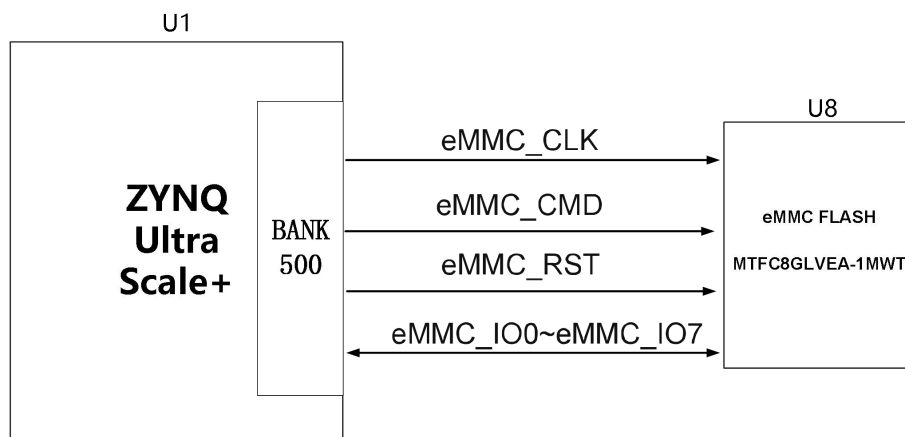 U1
U8
ZYNQ
Ultra
Scale+
BANK
500
eMMC_CLK
eMMC_CMD
eMMC_RST
eMMC_IO0~eMMC_IO7
eMMC FLASH
MTFC8GLVEA-1MWT